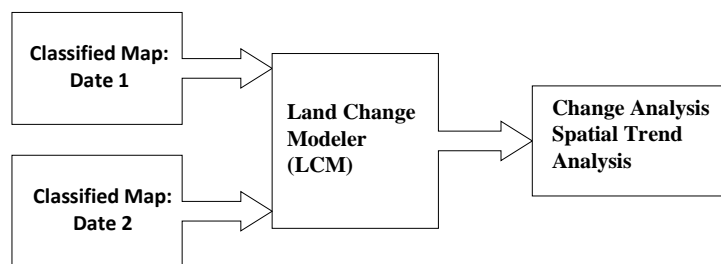 Classified Map:
Date 1
Classified Map:
Date 2
Land Change
Modeler
(LCM)
Change Analysis
Spatial Trend
Analysis